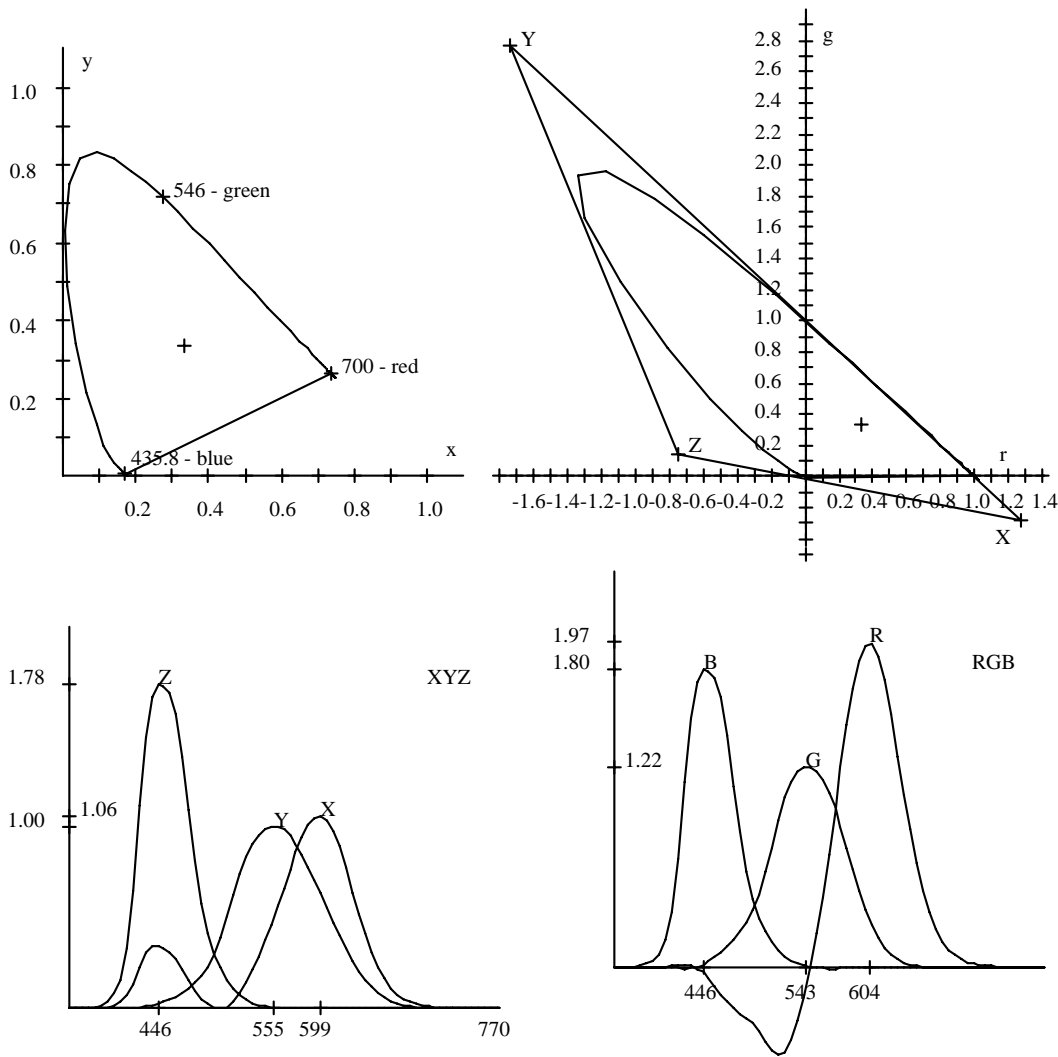 y
1.0
0.8
0.6
0.4
0.2
546 - green
700 - red
435.8 - blue
x
0.2 0.4 0.6 0.8 1.0
Y
g
2.8
2.6
2.4
2.2
2.0
1.8
1.6
1.4
1.2
1.0
0.8
0.6
0.4
0.2
Z
r
-1.6-1.4-1.2-1.0-0.8-0.6-0.4-0.2 0.2 0.4 0.6 0.8 1.0 1.2 1.4
X
XYZ
1.78
1.06
1.00
Z
Y
X
446 555 599 770
RGB
1.97
1.80
1.22
B
G
R
446 543 604